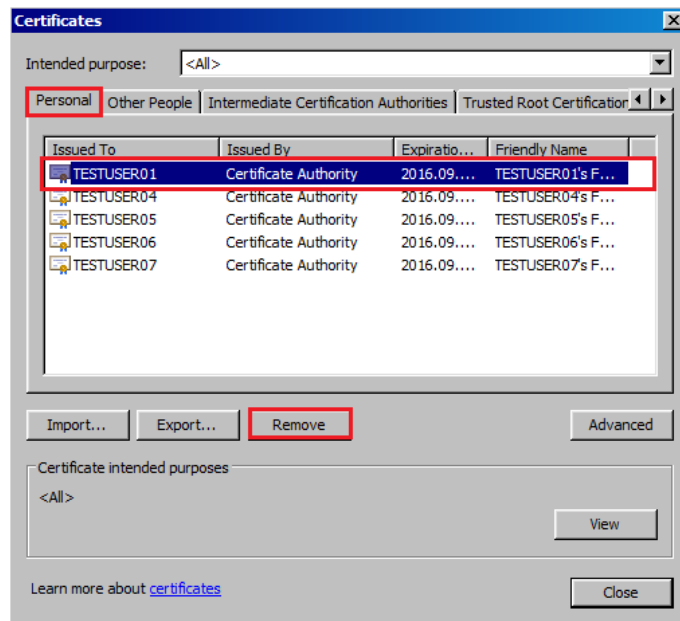 Certificates
Intended purpose: <All>
Personal Other People Intermediate Certification Authorities Trusted Root Certification
Issued To Issued By Expiratio... Friendly Name
TESTUSER01 Certificate Authority 2016.09.... TESTUSER01's F...
TESTUSER04 Certificate Authority 2016.09.... TESTUSER04's F...
TESTUSER05 Certificate Authority 2016.09.... TESTUSER05's F...
TESTUSER06 Certificate Authority 2016.09.... TESTUSER06's F...
TESTUSER07 Certificate Authority 2016.09.... TESTUSER07's F...
Import... Export... Remove Advanced
Certificate intended purposes
<All>
View
Learn more about certificates
Close